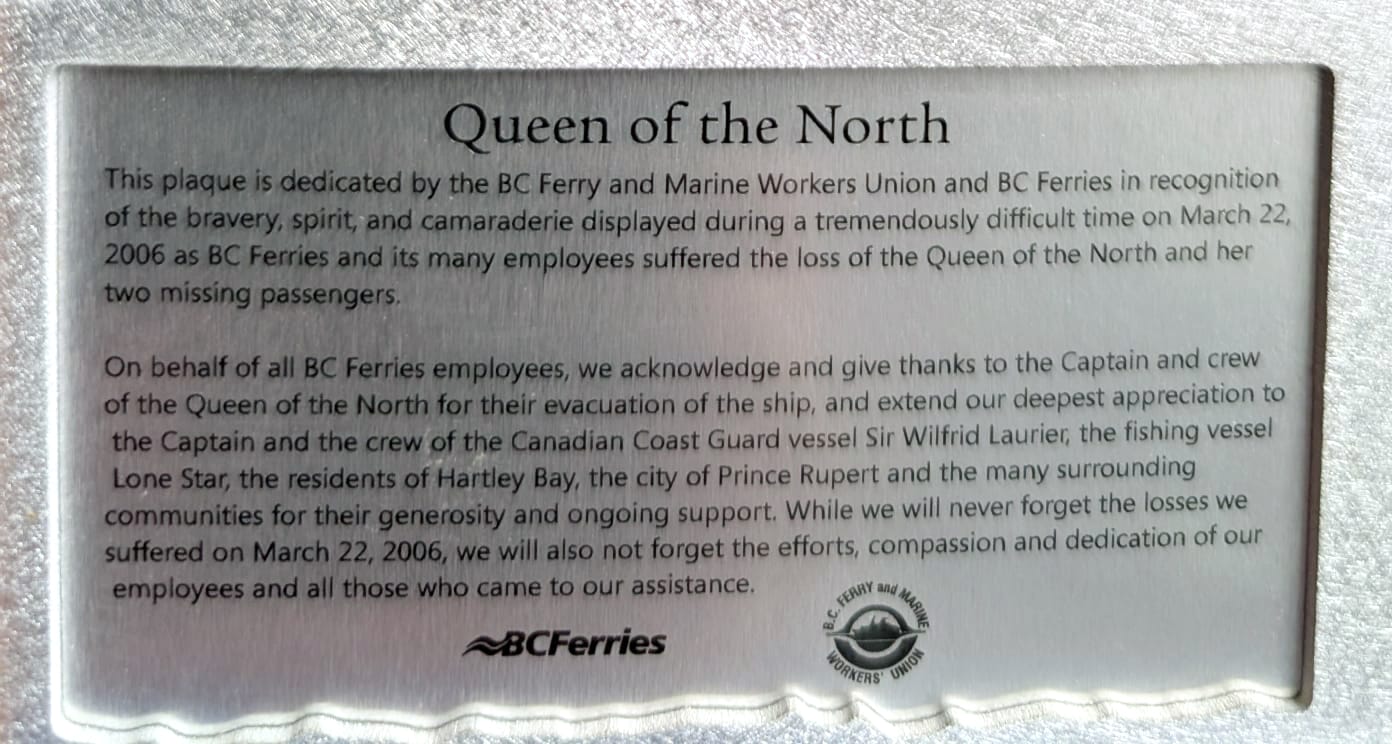 Queen of the North
This plaque is dedicated by the BC Ferry and Marine Workers Union and BC Ferries in recognition
of the bravery, spirit, and camaraderie displayed during a tremendously difficult time on March 22,
2006 as BC Ferries and its many employees suffered the loss of the Queen of the North and her
two missing passengers.
On behalf of all BC Ferries employees, we acknowledge and give thanks to the Captain and crew
of the Queen of the North for their evacuation of the ship, and extend our deepest appreciation to
the Captain and the crew of the Canadian Coast Guard vessel Sir Wilfrid Laurier, the fishing vessel
Lone Star, the residents of Hartley Bay, the city of Prince Rupert and the many surrounding
communities for their generosity and ongoing support. While we will never forget the losses we
suffered on March 22, 2006, we will also not forget the efforts, compassion and dedication of our
employees and all those who came to our assistance.
BCFerries
B.C. FERRY and MARINE
WORKERS' UNION